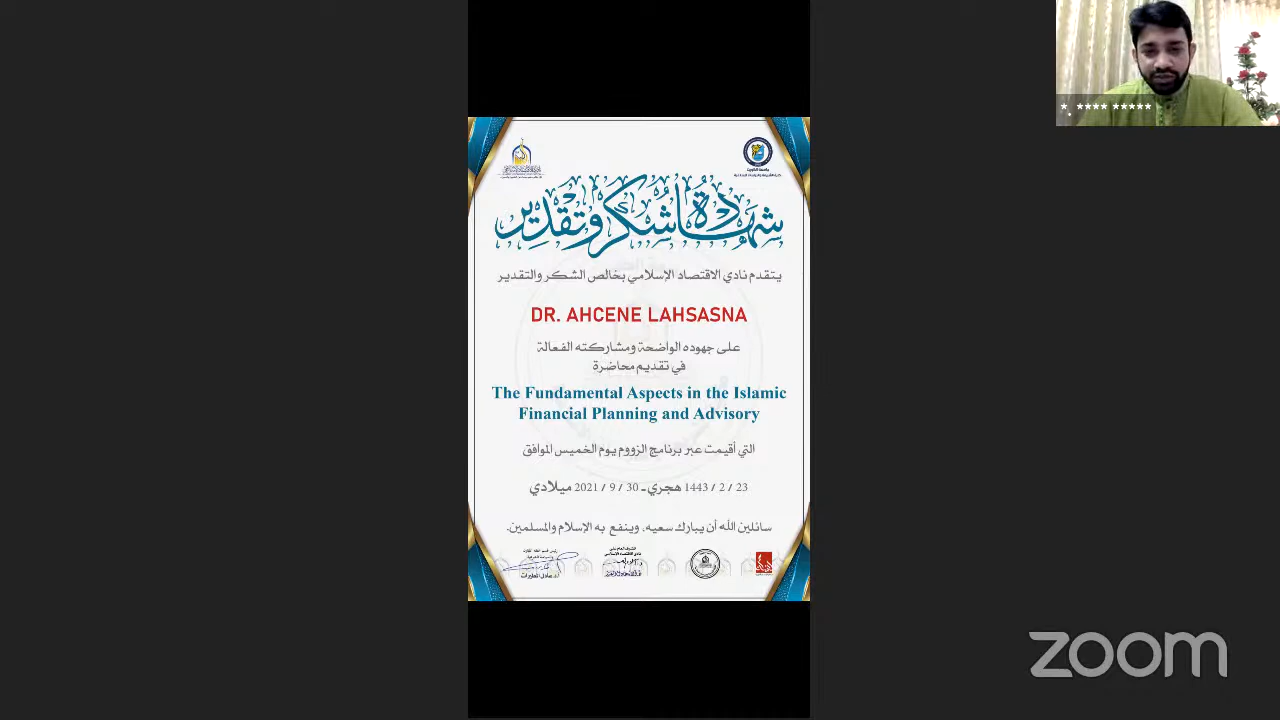 *. **** *****
جامعة الكويت
شهادة شكر وتقدير
يتقدم نادي الاقتصاد الإسلامي بخالص الشكر والتقدير
DR. AHCENE LAHSASNA
على جهوده الواضحة ومشاركته الفعالة
في تقديم محاضرة
The Fundamental Aspects in the Islamic
Financial Planning and Advisory
التي أقيمت عبر برنامج الزووم يوم الخميس الموافق
23 / 2 / 1443 هجري - 30 / 9 / 2021 ميلادي
سائلين الله أن يبارك سعيه، وينفع به الإسلام والمسلمين.
zoom